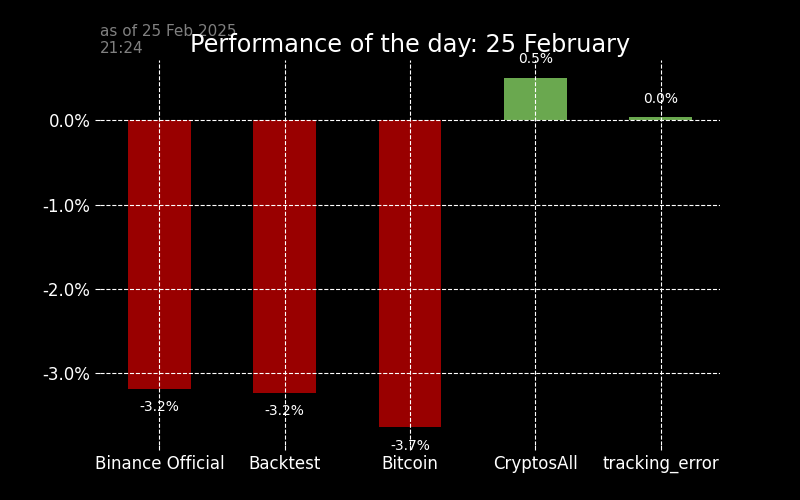 as of 25 Feb 2025
21:24
Performance of the day: 25 February
0.5%
0.0%
0.0%
-1.0%
-2.0%
-3.0%
-3.2%
-3.2%
-3.7%
Binance Official
Backtest
Bitcoin
CryptosAll
tracking_error